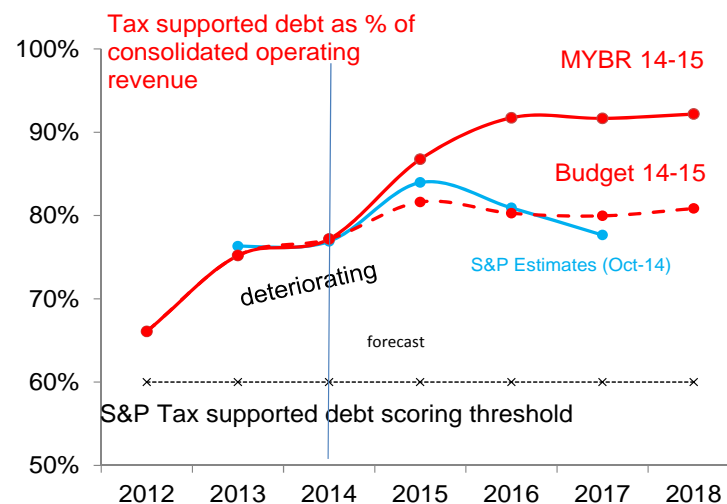 Tax supported debt as % of
consolidated operating
revenue
100%
MYBR 14-15
90%
Budget 14-15
80%
S&P Estimates (Oct-14)
deteriorating
70%
forecast
60%
S&P Tax supported debt scoring threshold
50%
2012 2013 2014 2015 2016 2017 2018